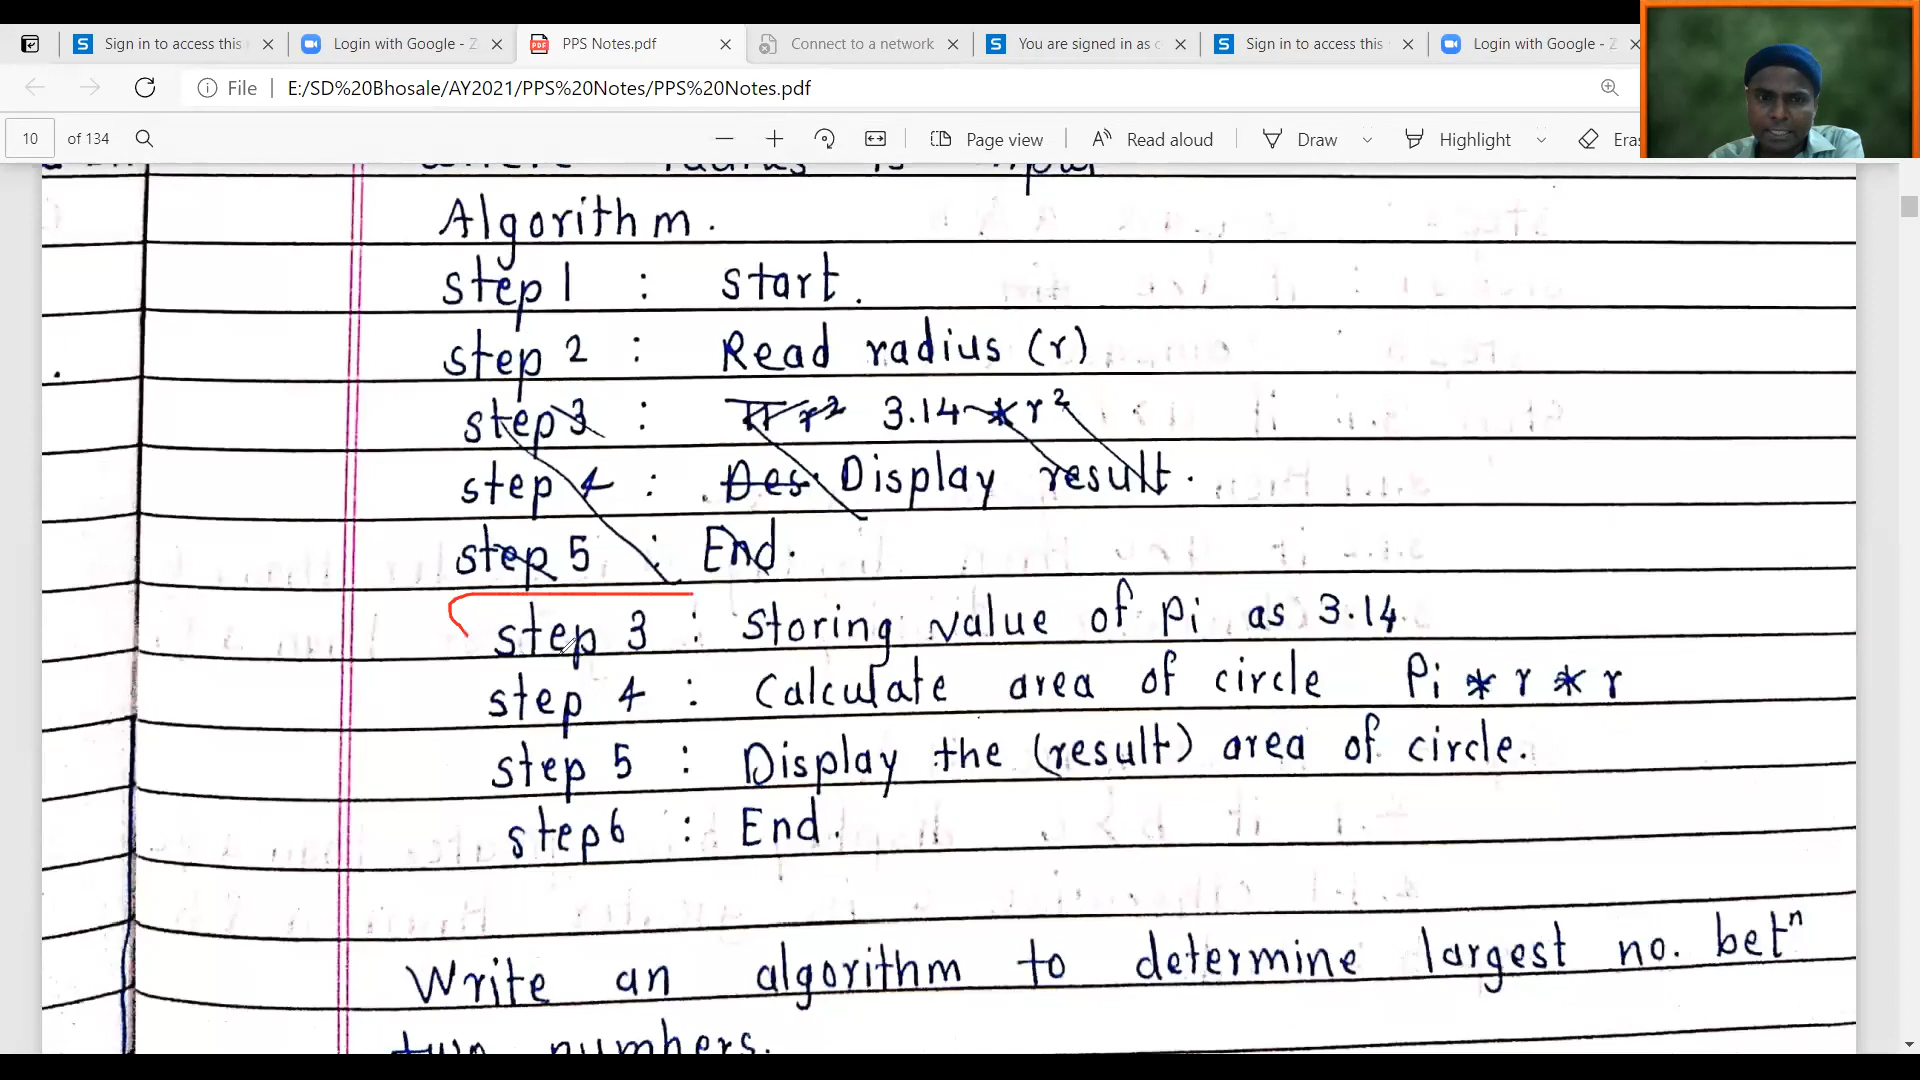 Sign in to access this
Login with Google - Z
PPS Notes.pdf
Connect to a network
You are signed in as c
Sign in to access this
Login with Google - Z
File
E:/SD%20Bhosale/AY2021/PPS%20Notes/PPS%20Notes.pdf
10 of 134
Page view
Read aloud
Draw
Highlight
Eras
where radius is input
Algorithm.
step 1 : start.
step 2 : Read radius (r)
step 3 : π r² 3.14 * r²
step 4 : Des Display result.
step 5 : End.
step 3 : storing value of Pi as 3.14.
step 4 : Calculate area of circle Pi * r * r
step 5 : Display the (result) area of circle.
step 6 : End.
Write an algorithm to determine largest no. betⁿ
two numbers.